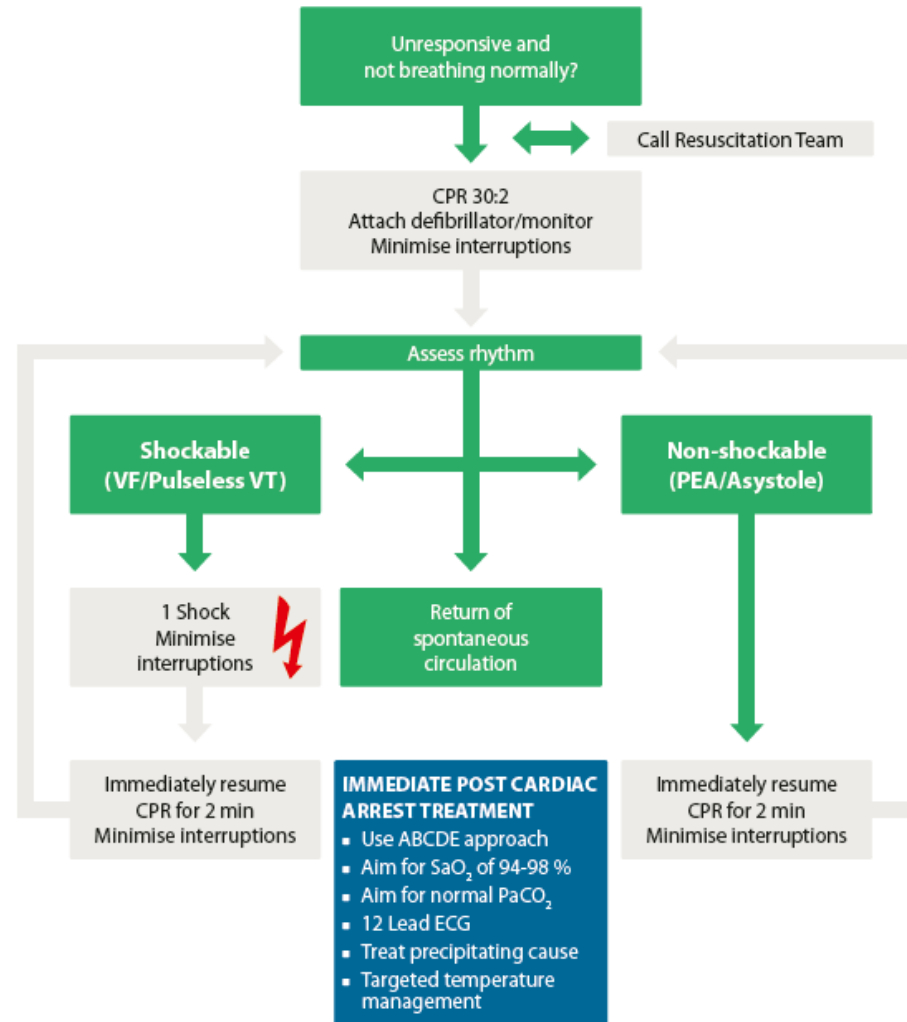 Unresponsive and
not breathing normally?
Call Resuscitation Team
CPR 30:2
Attach defibrillator/monitor
Minimise interruptions
Assess rhythm
Shockable
(VF/Pulseless VT)
Non-shockable
(PEA/Asystole)
1 Shock
Minimise
interruptions
Return of
spontaneous
circulation
Immediately resume
CPR for 2 min
Minimise interruptions
IMMEDIATE POST CARDIAC
ARREST TREATMENT
▪ Use ABCDE approach
▪ Aim for SaO₂ of 94-98 %
▪ Aim for normal PaCO₂
▪ 12 Lead ECG
▪ Treat precipitating cause
▪ Targeted temperature
management
Immediately resume
CPR for 2 min
Minimise interruptions